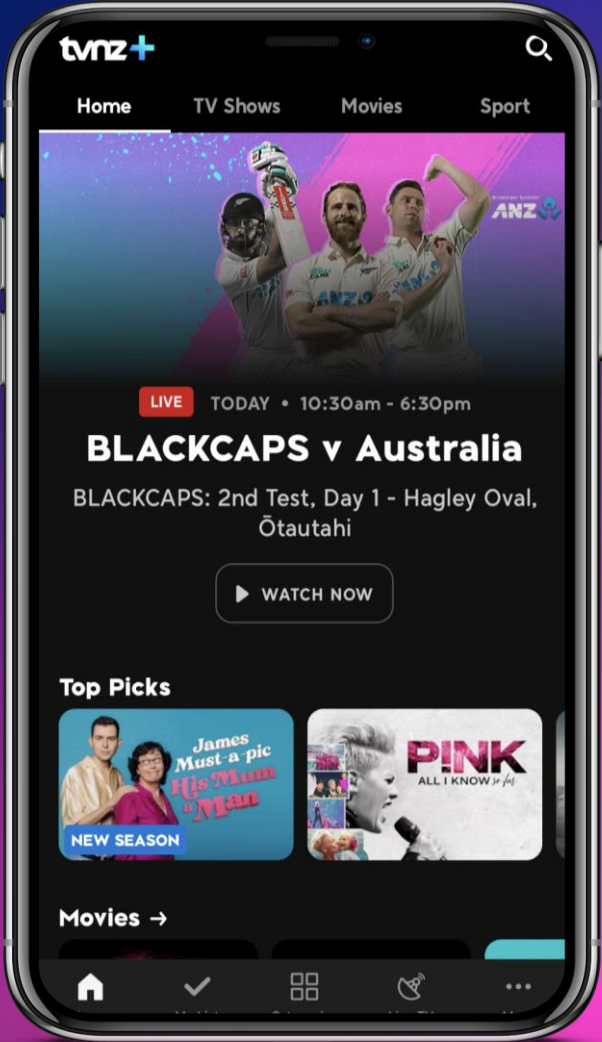 tvnz+
Home TV Shows Movies Sport
ANZ
ANZ
LIVE TODAY • 10:30am - 6:30pm
BLACKCAPS v Australia
BLACKCAPS: 2nd Test, Day 1 - Hagley Oval,
Ōtautahi
WATCH NOW
Top Picks
James
Must-a-pic
His Mum
a Man
NEW SEASON
P!NK
ALL I KNOW so far
Movies →